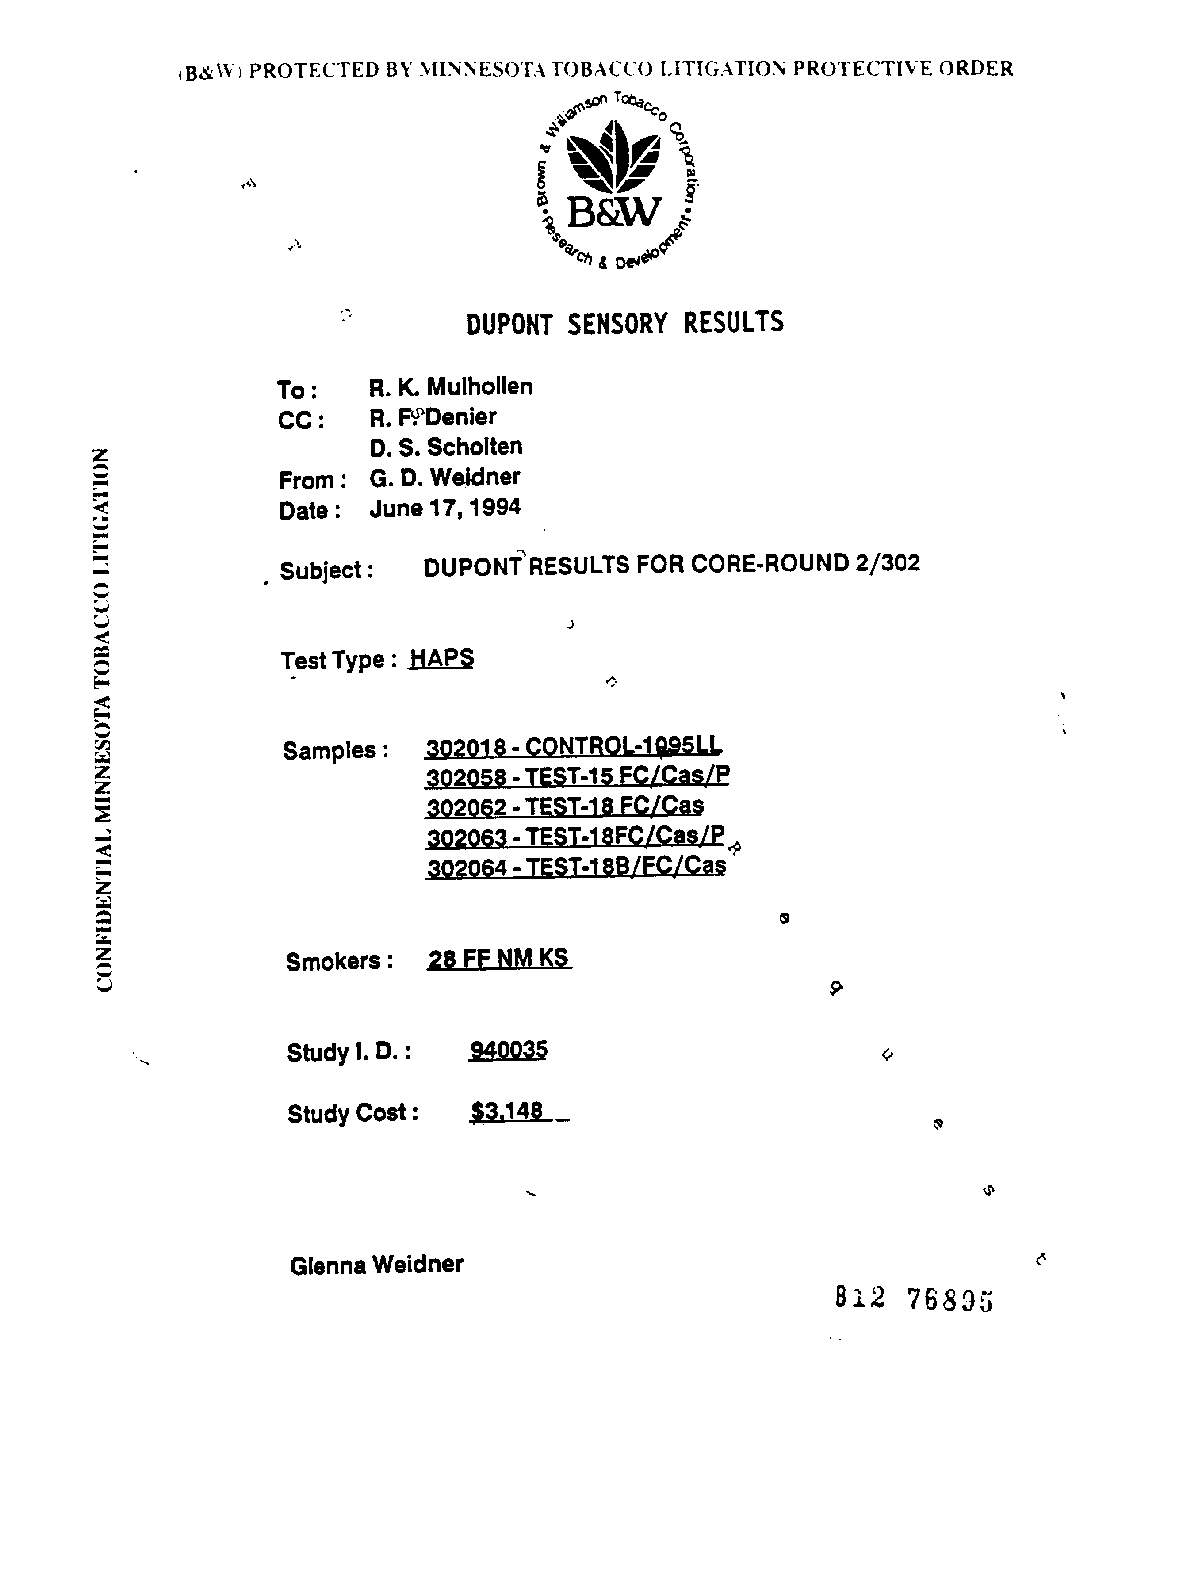 (B&W) PROTECTED BY MINNESOTA TOBACCO LITIGATION PROTECTIVE ORDER
Brown & Williamson Tobacco Corporation
B&W
Research & Development
DUPONT SENSORY RESULTS
To : R. K. Mulhollen
CC : R. F. Denier
D. S. Scholten
From : G. D. Weidner
Date : June 17, 1994
Subject : DUPONT RESULTS FOR CORE-ROUND 2/302
Test Type : HAPS
Samples : 302018 - CONTROL-1095LL
302058 - TEST-15 FC/Cas/P
302062 - TEST-18 FC/Cas
302063 - TEST-18FC/Cas/P
302064 - TEST-18B/FC/Cas
Smokers : 28 FF NM KS
Study I. D. : 940035
Study Cost : $3,148
Glenna Weidner
812 76895
CONFIDENTIAL MINNESOTA TOBACCO LITIGATION